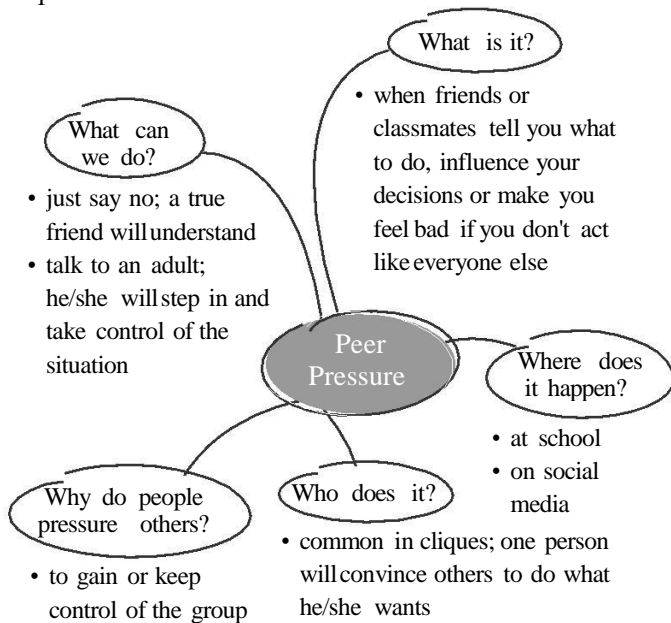 What is it?
• when friends or
classmates tell you what
to do, influence your
decisions or make you
feel bad if you don't act
like everyone else
What can
we do?
• just say no; a true
friend will understand
• talk to an adult;
he/she will step in and
take control of the
situation
Peer
Pressure
Where does
it happen?
• at school
• on social
media
Why do people
pressure others?
• to gain or keep
control of the group
Who does it?
• common in cliques; one person
will convince others to do what
he/she wants